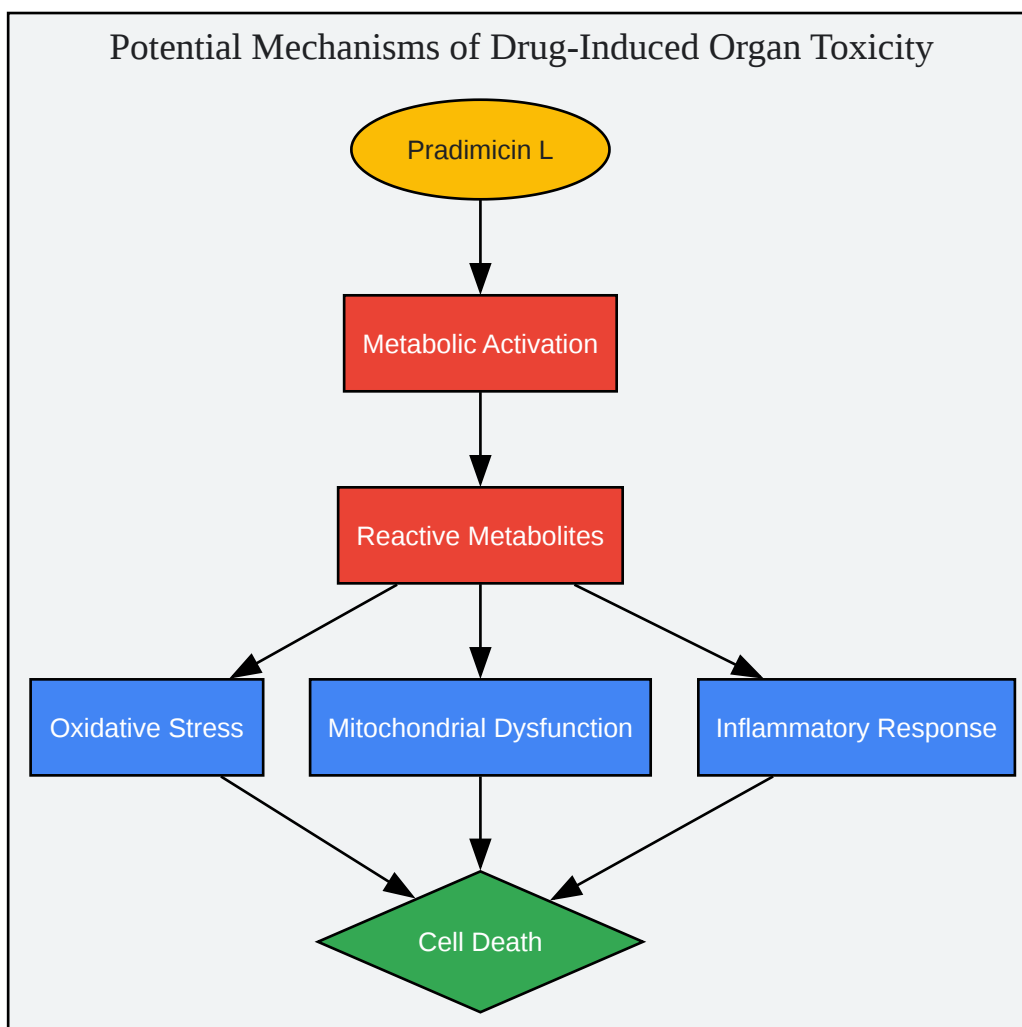 Potential Mechanisms of Drug-Induced Organ Toxicity
Pradimicin L
Metabolic Activation
Reactive Metabolites
Oxidative Stress
Mitochondrial Dysfunction
Inflammatory Response
Cell Death